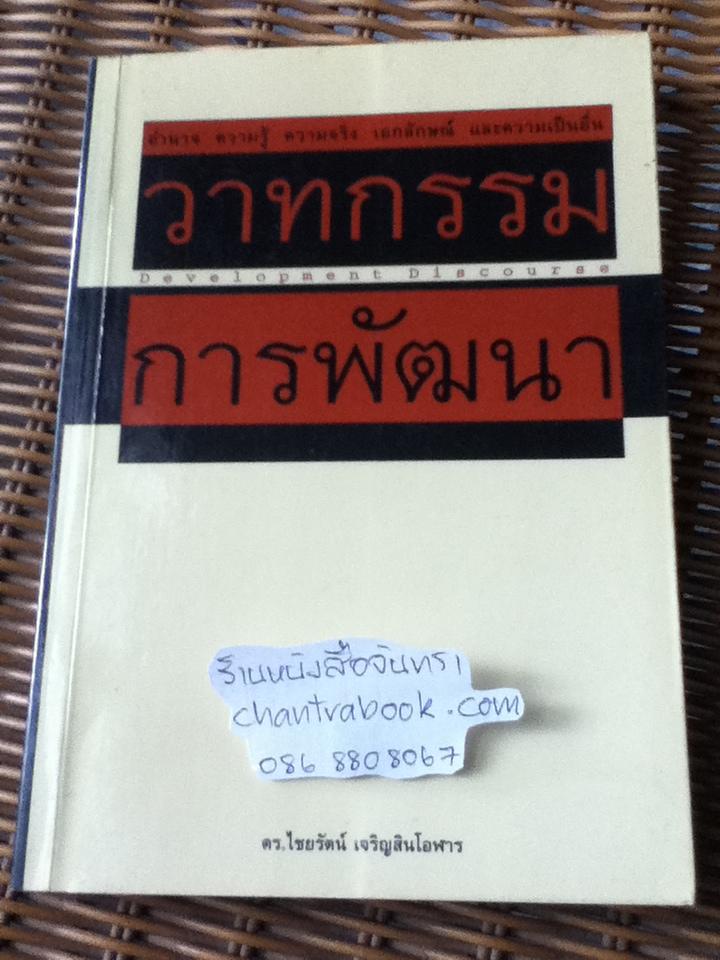 อำนาจ ความรู้ ความจริง เอกลักษณ์ และความเป็นอื่น
วาทกรรม
Development Discourse
การพัฒนา
ร้านหนังสือจันทรา
chantrabook.com
086 8808067
ดร.ไชยรัตน์ เจริญสินโอฬาร